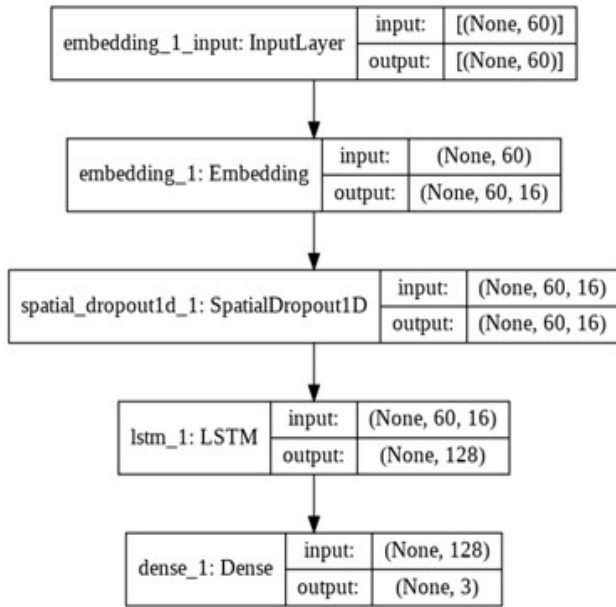 embedding_1_input: InputLayer
input: [(None, 60)]
output: [(None, 60)]
embedding_1: Embedding
input: (None, 60)
output: (None, 60, 16)
spatial_dropout1d_1: SpatialDropout1D
input: (None, 60, 16)
output: (None, 60, 16)
lstm_1: LSTM
input: (None, 60, 16)
output: (None, 128)
dense_1: Dense
input: (None, 128)
output: (None, 3)